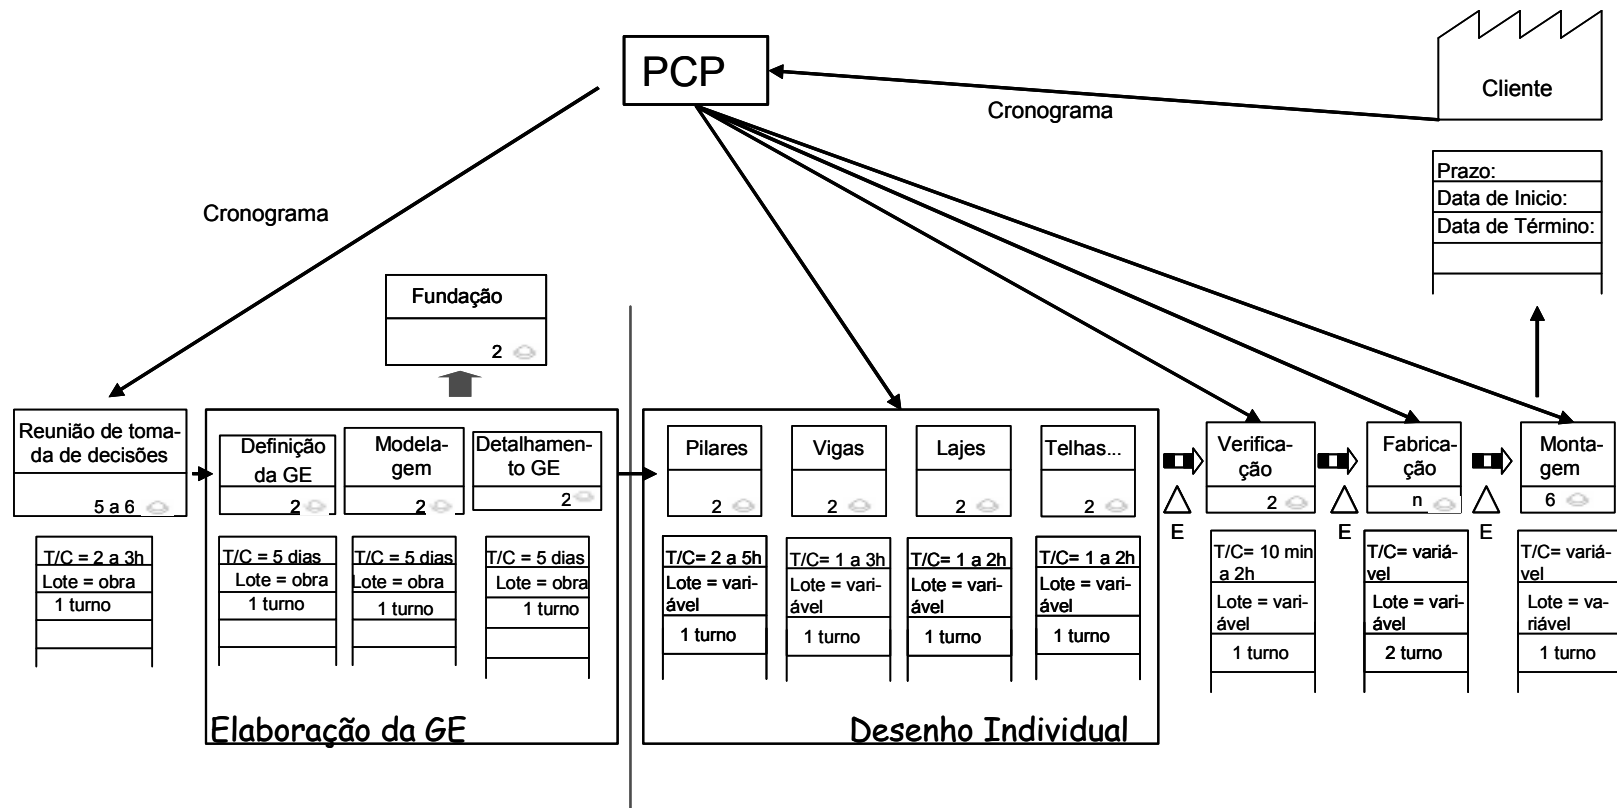 PCP
Cliente
Cronograma
Prazo:
Data de Inicio:
Data de Término:
Cronograma
Fundação
2
Reunião de toma-
da de decisões
5 a 6
T/C = 2 a 3h
Lote = obra
1 turno
Definição
da GE
2
T/C = 5 dias
Lote = obra
1 turno
Modela-
gem
2
T/C = 5 dias
Lote = obra
1 turno
Detalhamen-
to GE
2
T/C = 5 dias
Lote = obra
1 turno
Elaboração da GE
Pilares
2
T/C= 2 a 5h
Lote = vari-
ável
1 turno
Vigas
2
T/C= 1 a 3h
Lote = vari-
ável
1 turno
Lajes
2
T/C= 1 a 2h
Lote = vari-
ável
1 turno
Telhas...
2
T/C= 1 a 2h
Lote = vari-
ável
1 turno
Desenho Individual
E
Verifica-
ção
2
T/C= 10 min
a 2h
Lote = vari-
ável
1 turno
E
Fabrica-
ção
n
T/C= variá-
vel
Lote = vari-
ável
2 turno
E
Monta-
gem
6
T/C= variá-
vel
Lote = va-
riável
1 turno